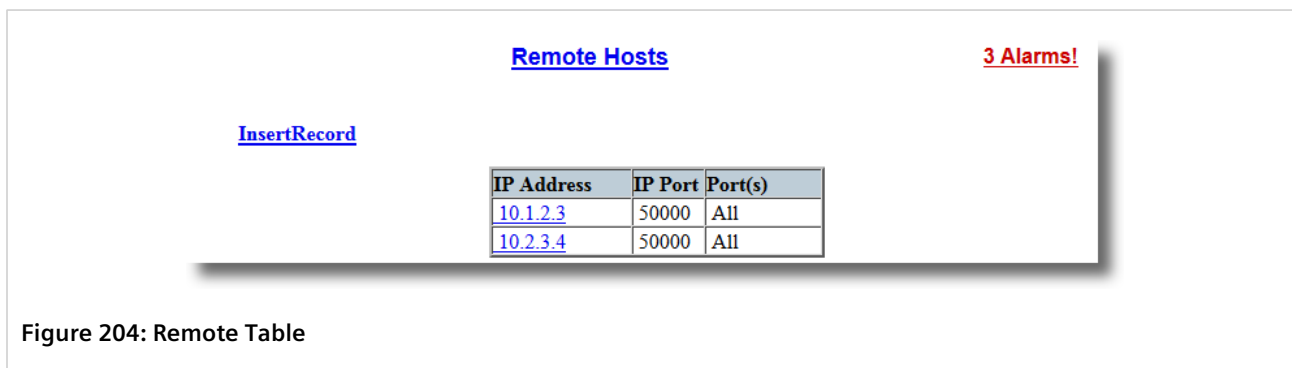 Remote Hosts 3 Alarms!
InsertRecord
IP Address IP Port Port(s)
10.1.2.3 50000 All
10.2.3.4 50000 All
Figure 204: Remote Table